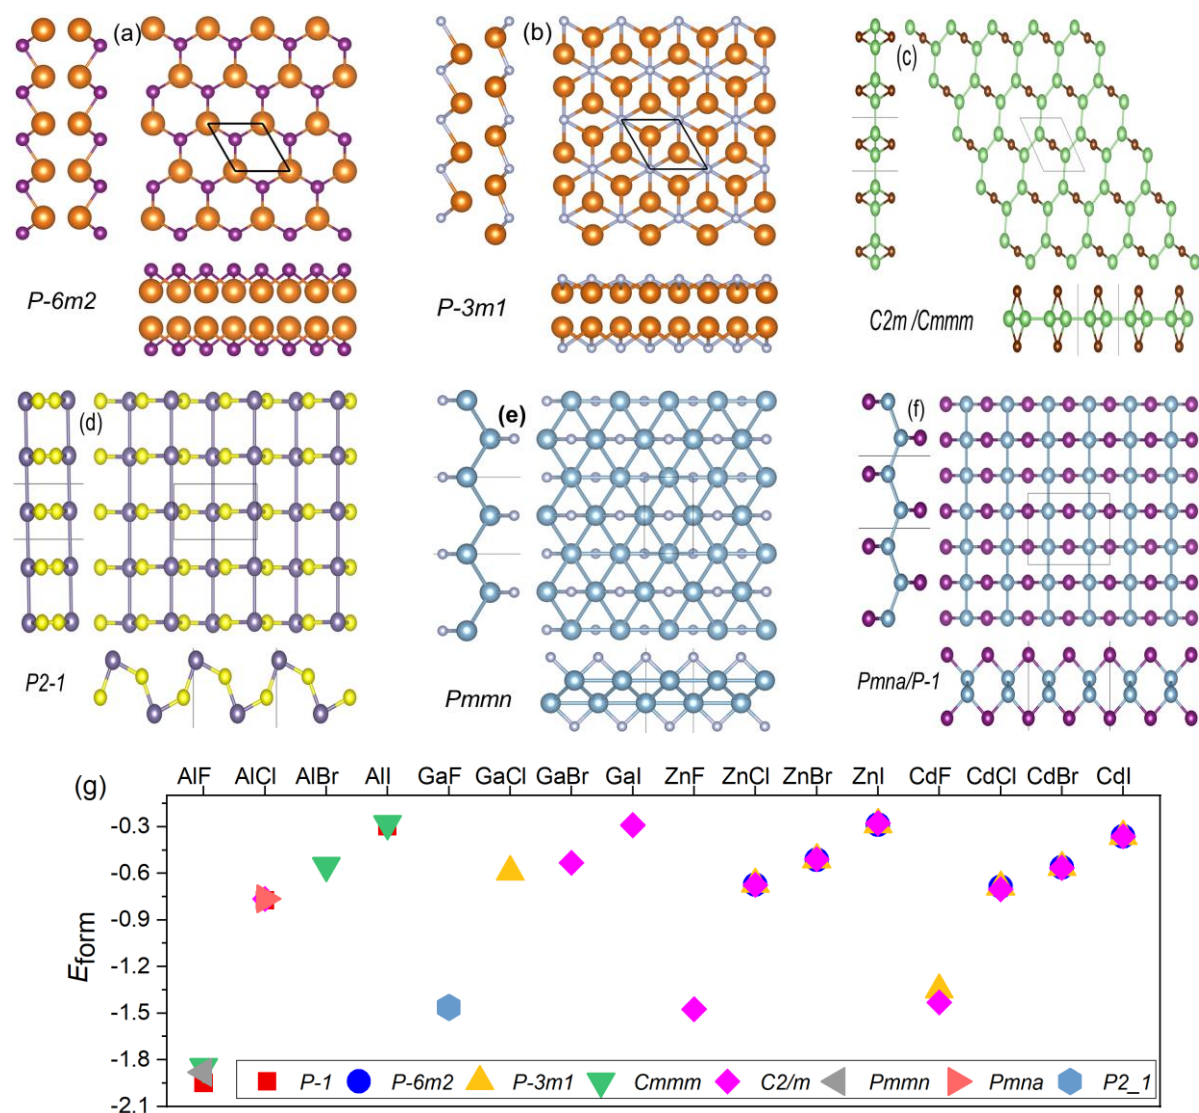 (a)
(b)
(c)
P-6m2
P-3m1
C2m /Cmmm
(d)
(e)
(f)
P2-1
Pmmn
Pmna/P-1
(g)
AlF AlCl AlBr AlI GaF GaCl GaBr GaI ZnF ZnCl ZnBr ZnI CdF CdCl CdBr CdI
Eform
-0.3
-0.6
-0.9
-1.2
-1.5
-1.8
-2.1
P-1 P-6m2 P-3m1 Cmmm C2/m Pmmn Pmna P2_1